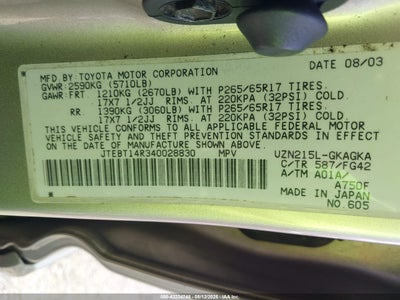 MFD.BY:TOYOTA MOTOR CORPORATION DATE 08/03
GVWR:2590KG (5710LB)
GAWR: FRT 1210KG (2670LB) WITH P265/65R17 TIRES.
17X7 1/2JJ RIMS. AT 220KPA (32PSI) COLD.
RR 1390KG (3060LB) WITH P265/65R17 TIRES.
17X7 1/2JJ RIMS. AT 220KPA (32PSI) COLD.
THIS VEHICLE CONFORMS TO ALL APPLICABLE FEDERAL MOTOR
VEHICLE SAFETY AND THEFT PREVENTION STANDARDS IN EFFECT
ON THE DATE OF MANUFACTURE SHOWN ABOVE.
JTEBT14R340028830 MPV UZN215L-GKAGKA
C/TR 587/FG42
A/TM A01A/
A750F
MADE IN
JAPAN
NO.605